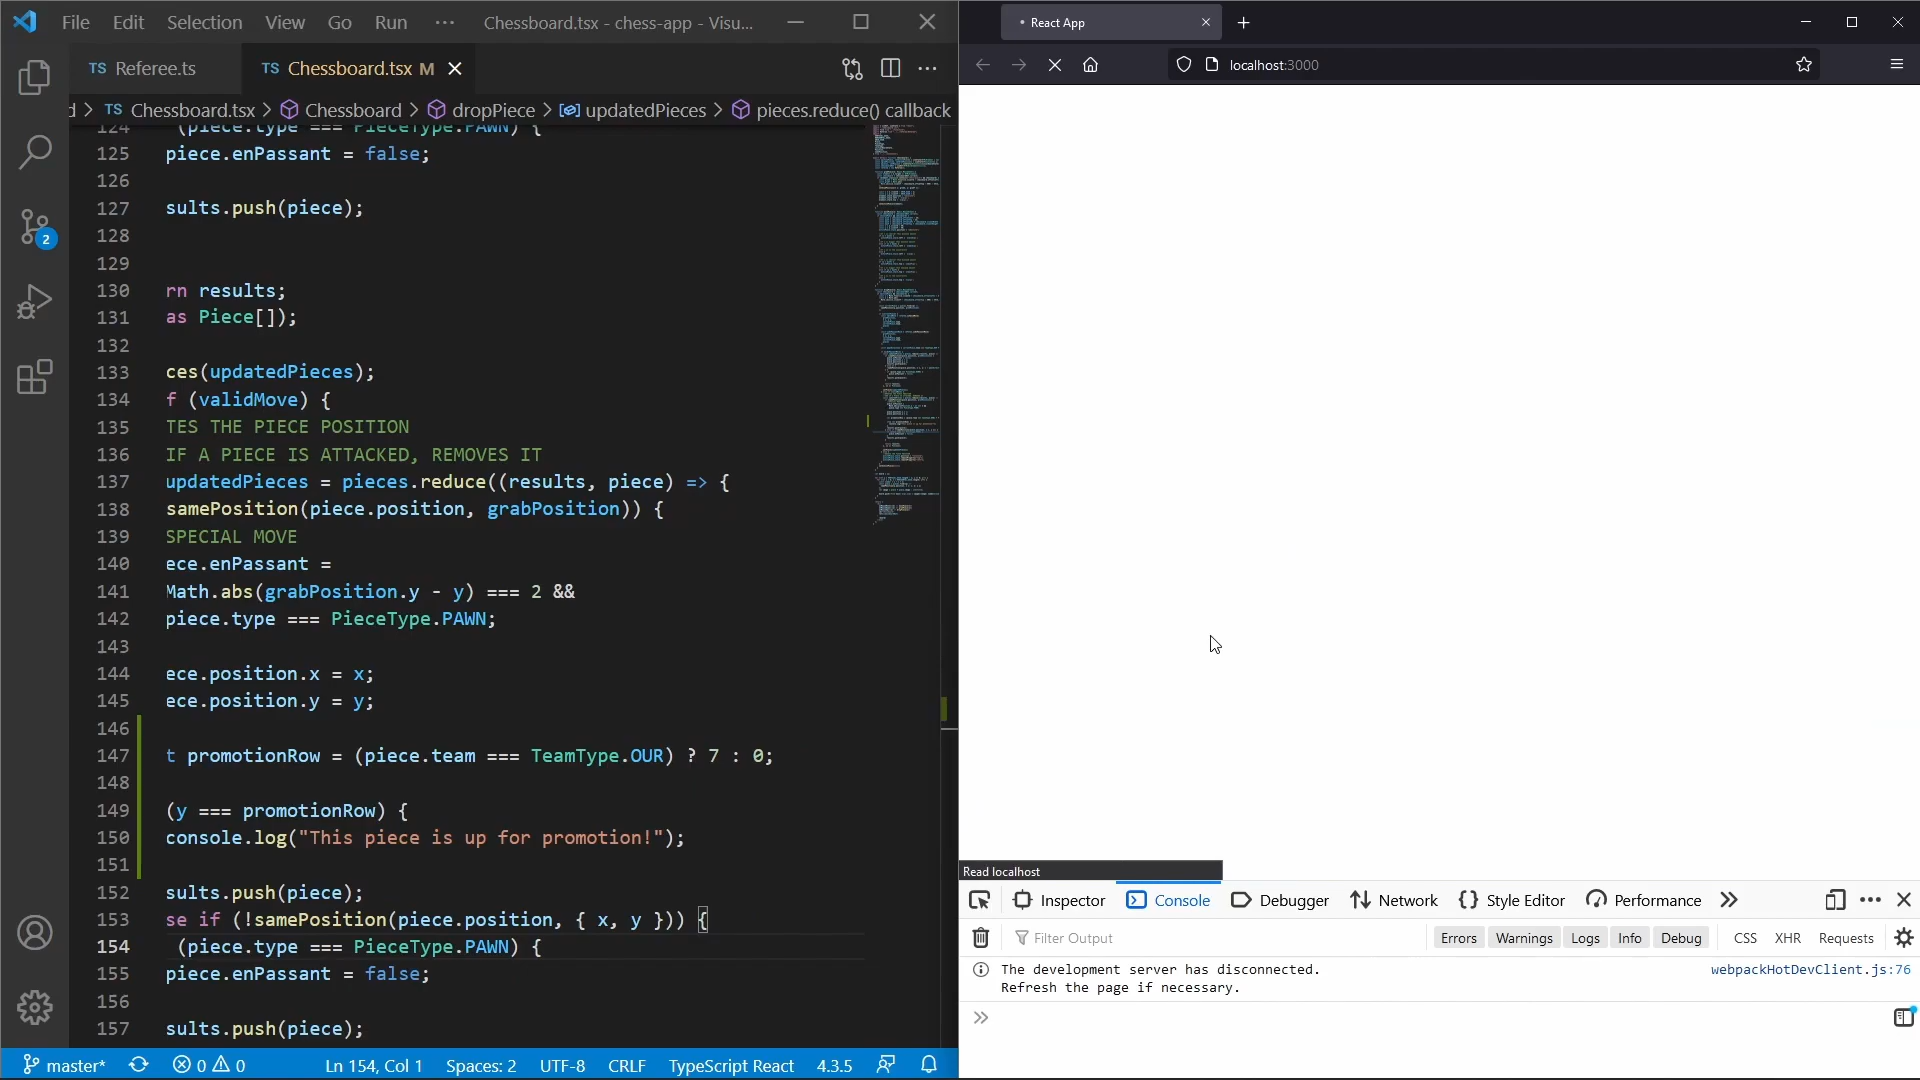 File Edit Selection View Go Run ··· Chessboard.tsx - chess-app - Visu...
TS Referee.ts TS Chessboard.tsx M
d > TS Chessboard.tsx > Chessboard > dropPiece > updatedPieces > pieces.reduce() callback
124 (piece.type === PieceType.PAWN) {
125 piece.enPassant = false;
126
127 sults.push(piece);
128
129
130 rn results;
131 as Piece[]);
132
133 ces(updatedPieces);
134 f (validMove) {
135 TES THE PIECE POSITION
136 IF A PIECE IS ATTACKED, REMOVES IT
137 updatedPieces = pieces.reduce((results, piece) => {
138 samePosition(piece.position, grabPosition)) {
139 SPECIAL MOVE
140 ece.enPassant =
141 Math.abs(grabPosition.y - y) === 2 &&
142 piece.type === PieceType.PAWN;
143
144 ece.position.x = x;
145 ece.position.y = y;
146
147 t promotionRow = (piece.team === TeamType.OUR) ? 7 : 0;
148
149 (y === promotionRow) {
150 console.log("This piece is up for promotion!");
151
152 sults.push(piece);
153 se if (!samePosition(piece.position, { x, y })) {
154 (piece.type === PieceType.PAWN) {
155 piece.enPassant = false;
156
157 sults.push(piece);
2
master* 0 0 Ln 154, Col 1 Spaces: 2 UTF-8 CRLF TypeScript React 4.3.5
React App
localhost:3000
Read localhost
Inspector Console Debugger Network Style Editor Performance
Filter Output Errors Warnings Logs Info Debug CSS XHR Requests
The development server has disconnected. webpackHotDevClient.js:76
Refresh the page if necessary.